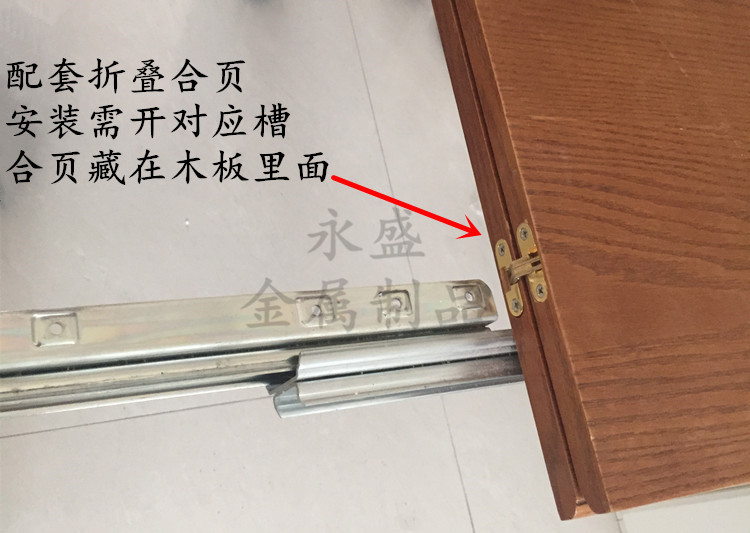 配套折叠合页
安装需开对应槽
合页藏在木板里面
永盛
金属制品